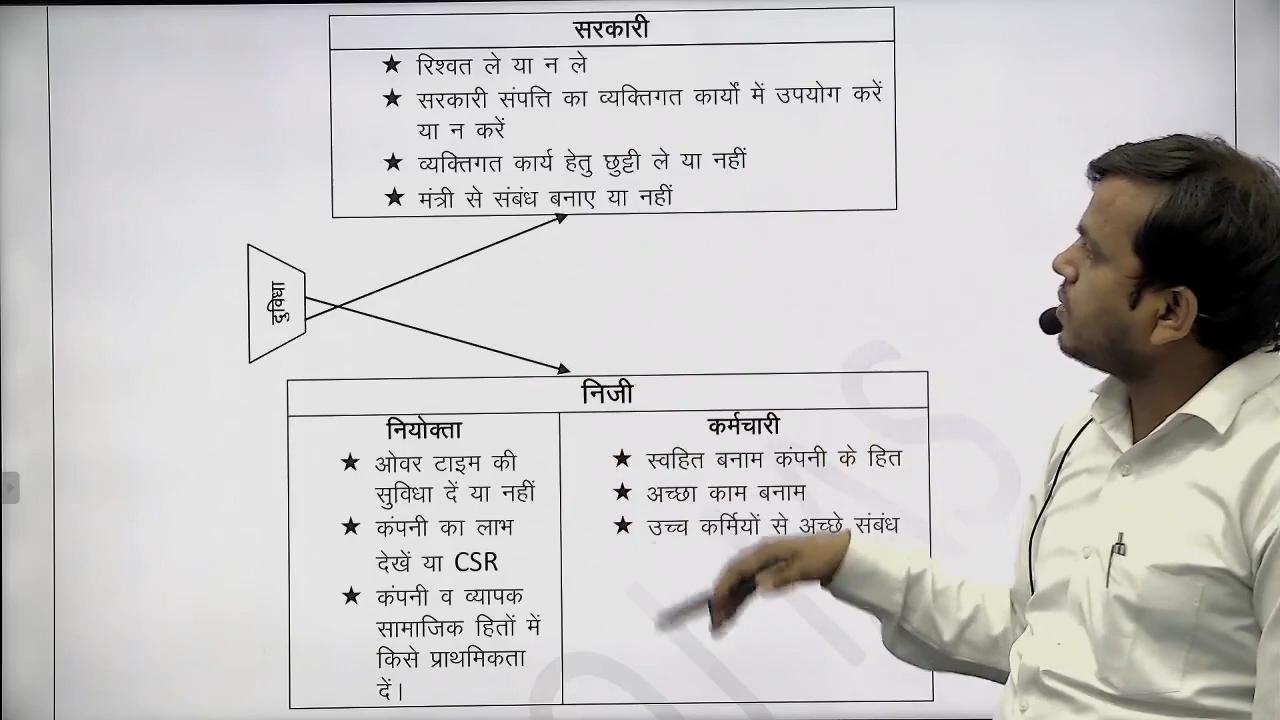 सरकारी
★ रिश्वत ले या न ले
★ सरकारी संपत्ति का व्यक्तिगत कार्यों में उपयोग करें
या न करें
★ व्यक्तिगत कार्य हेतु छुट्टी ले या नहीं
★ मंत्री से संबंध बनाए या नहीं
दुविधा
निजी
नियोक्ता
★ ओवर टाइम की
सुविधा दें या नहीं
★ कंपनी का लाभ
देखें या CSR
★ कंपनी व व्यापक
सामाजिक हितों में
किसे प्राथमिकता
दें।
कर्मचारी
★ स्वहित बनाम कंपनी के हित
★ अच्छा काम बनाम
★ उच्च कर्मियों से अच्छे संबंध